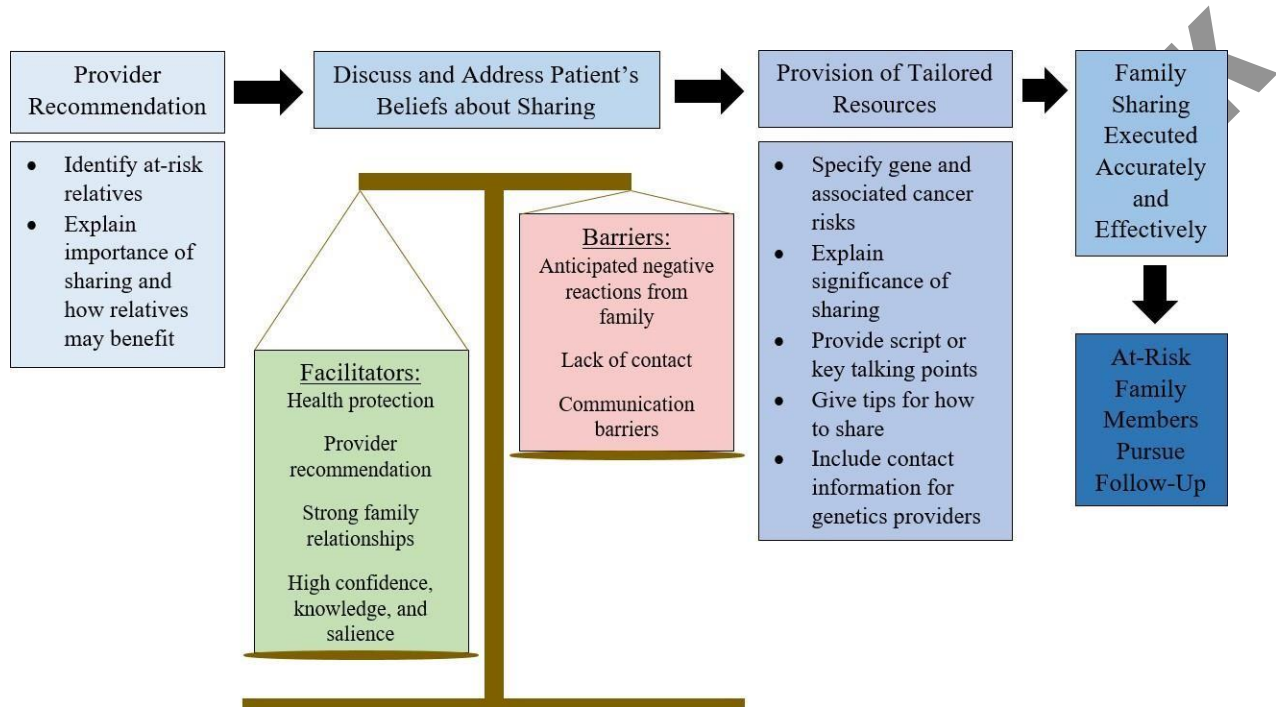 Provider
Recommendation
• Identify at-risk
relatives
• Explain
importance of
sharing and
how relatives
may benefit
Discuss and Address Patient's
Beliefs about Sharing
Facilitators:
Health protection
Provider
recommendation
Strong family
relationships
High confidence,
knowledge, and
salience
Barriers:
Anticipated negative
reactions from
family
Lack of contact
Communication
barriers
Provision of Tailored
Resources
• Specify gene and
associated cancer
risks
• Explain
significance of
sharing
• Provide script or
key talking points
• Give tips for how
to share
• Include contact
information for
genetics providers
Family
Sharing
Executed
Accurately
and
Effectively
At-Risk
Family
Members
Pursue
Follow-Up